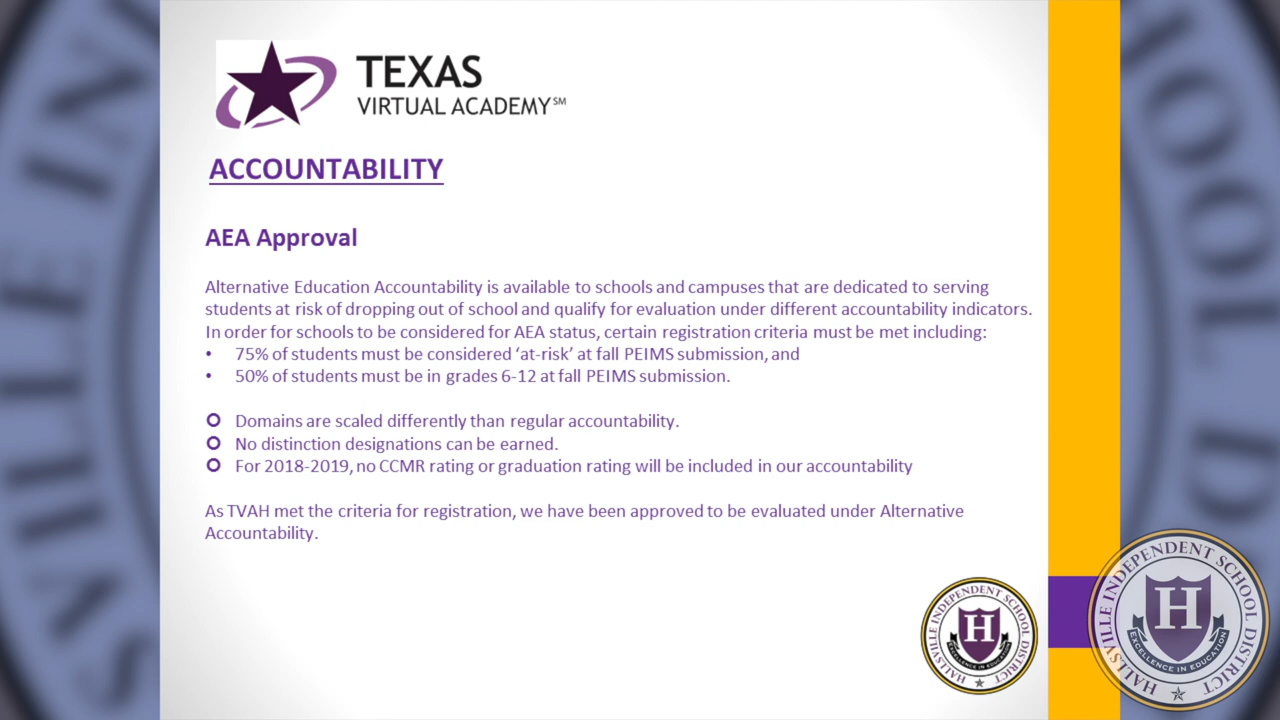 TEXAS
VIRTUAL ACADEMY℠
ACCOUNTABILITY
AEA Approval
Alternative Education Accountability is available to schools and campuses that are dedicated to serving
students at risk of dropping out of school and qualify for evaluation under different accountability indicators.
In order for schools to be considered for AEA status, certain registration criteria must be met including:
• 75% of students must be considered ‘at-risk’ at fall PEIMS submission, and
• 50% of students must be in grades 6-12 at fall PEIMS submission.
Domains are scaled differently than regular accountability.
No distinction designations can be earned.
For 2018-2019, no CCMR rating or graduation rating will be included in our accountability
As TVAH met the criteria for registration, we have been approved to be evaluated under Alternative
Accountability.
HALLSVILLE INDEPENDENT SCHOOL DISTRICT
H
EXCELLENCE IN EDUCATION
HALLSVILLE INDEPENDENT SCHOOL DISTRICT
H
EXCELLENCE IN EDUCATION
SVILLE IN
HOOL D